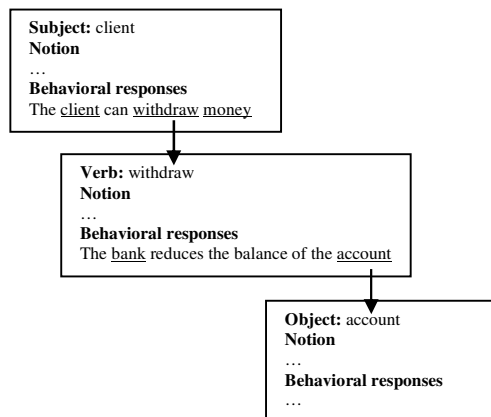 Subject: client
Notion
…
Behavioral responses
The client can withdraw money
Verb: withdraw
Notion
…
Behavioral responses
The bank reduces the balance of the account
Object: account
Notion
…
Behavioral responses
…